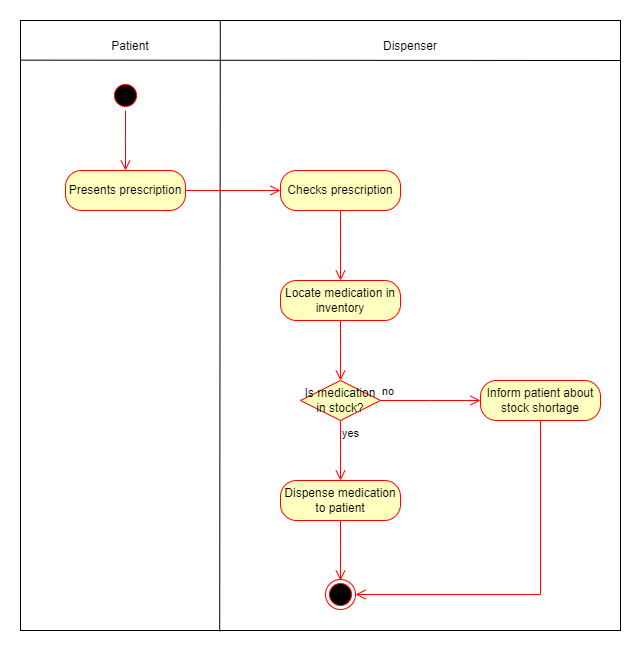 Patient
Dispenser
Presents prescription
Checks prescription
Locate medication in
inventory
Is medication
in stock?
no
Inform patient about
stock shortage
yes
Dispense medication
to patient